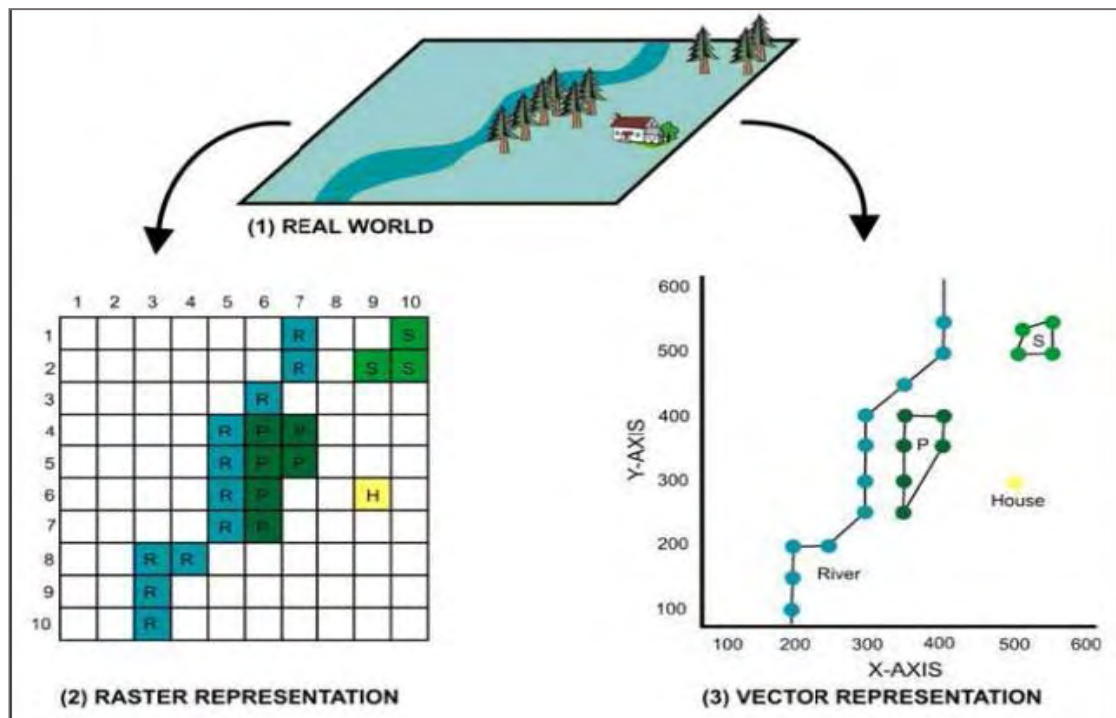 (1) REAL WORLD
1 2 3 4 5 6 7 8 9 10
1 R S
2 R S S
3 R
4 R P P
5 R P P
6 R P H
7 R P
8 R R
9 R
10 R
(2) RASTER REPRESENTATION
600
500 S
400
P
300
House
200
River
100
Y-AXIS
100 200 300 400 500 600
X-AXIS
(3) VECTOR REPRESENTATION